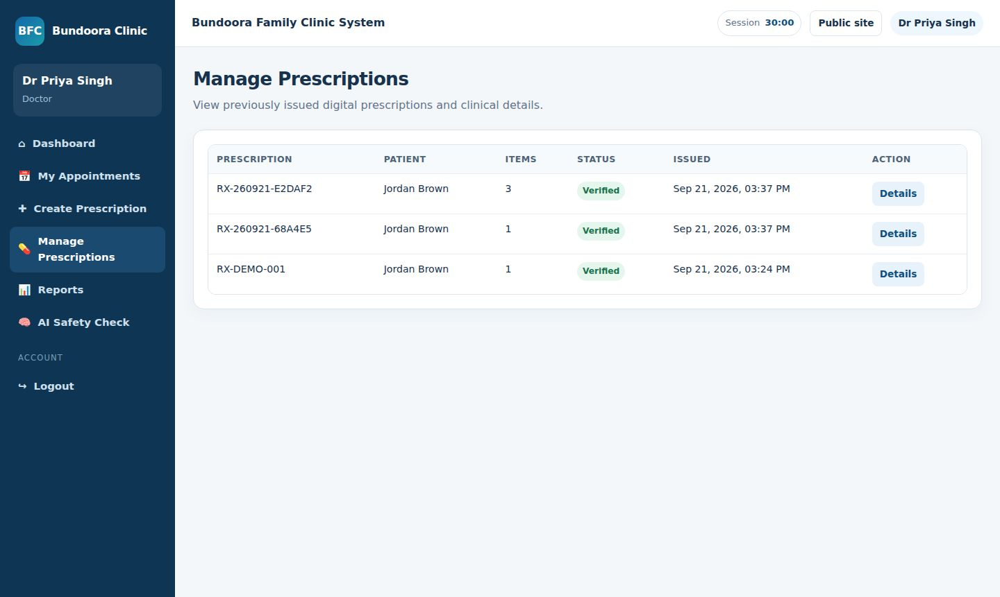 BFC Bundoora Clinic
Dr Priya Singh
Doctor
Dashboard
My Appointments
Create Prescription
Manage
Prescriptions
Reports
AI Safety Check
ACCOUNT
Logout
Bundoora Family Clinic System
Session 30:00
Public site
Dr Priya Singh
Manage Prescriptions
View previously issued digital prescriptions and clinical details.
PRESCRIPTION PATIENT ITEMS STATUS ISSUED ACTION
RX-260921-E2DAF2 Jordan Brown 3 Verified Sep 21, 2026, 03:37 PM Details
RX-260921-68A4E5 Jordan Brown 1 Verified Sep 21, 2026, 03:37 PM Details
RX-DEMO-001 Jordan Brown 1 Verified Sep 21, 2026, 03:24 PM Details